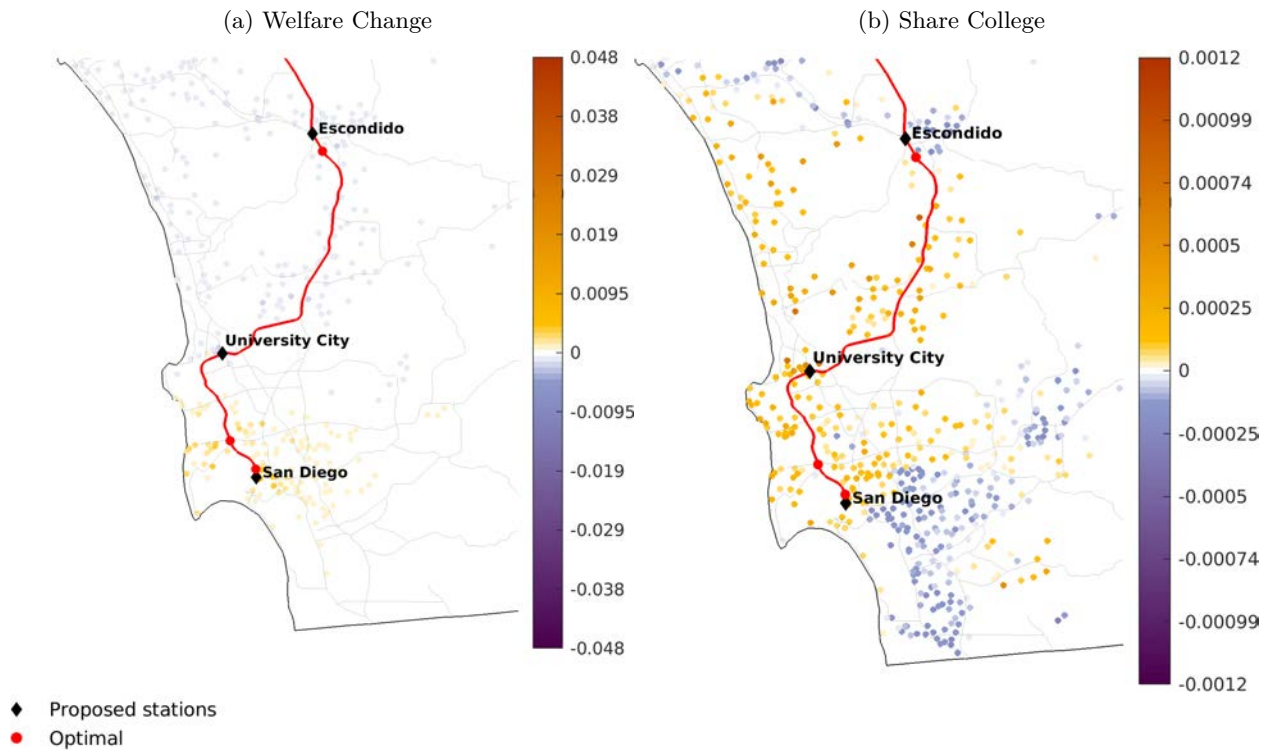 (a) Welfare Change
(b) Share College
0.048
0.038
0.029
0.019
0.0095
0
-0.0095
-0.019
-0.029
-0.038
-0.048
Escondido
University City
San Diego
0.0012
0.00099
0.00074
0.0005
0.00025
0
-0.00025
-0.0005
-0.00074
-0.00099
-0.0012
Escondido
University City
San Diego
Proposed stations
Optimal